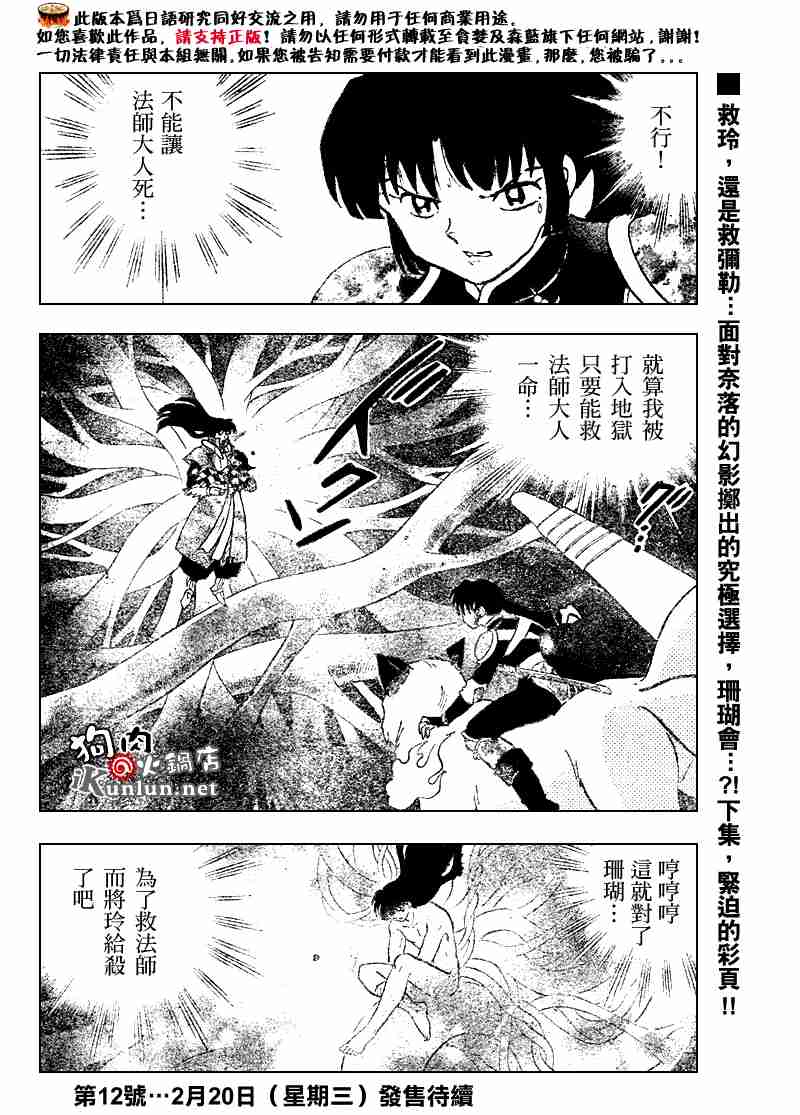 此版本爲日語研究同好交流之用，請勿用于任何商業用途。
如您喜歡此作品，請支持正版！請勿以任何形式轉載至貪婪及森藍旗下任何網站，謝謝！
一切法律責任與本組無關，如果您被告知需要付款才能看到此漫畫，那麽，您被騙了。。。
■救玲，還是救彌勒…面對奈落的幻影擲出的究極選擇，珊瑚會…?!下集，緊迫的彩頁!!
不行！
不能讓
法師大人死…
就算我被
打入地獄
只要能救
法師大人
一命…
哼哼哼
這就對了
珊瑚…
為了救法師
而將玲給殺
了吧
狗肉火鍋店
iKunlun.net
第12號…2月20日（星期三）發售待續